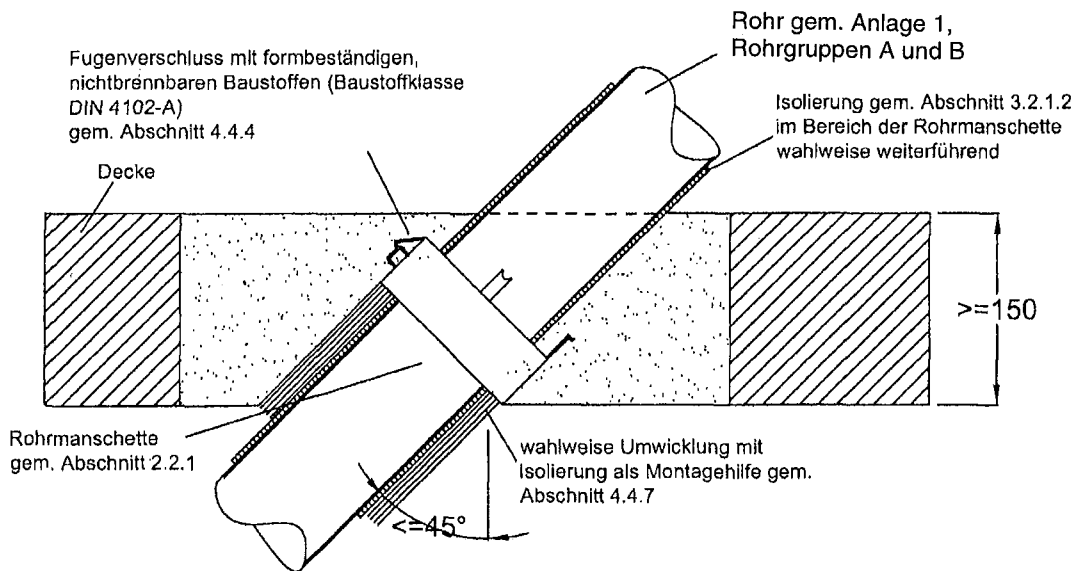 Rohr gem. Anlage 1,
Rohrgruppen A und B
Fugenverschluss mit formbeständigen,
nichtbrennbaren Baustoffen (Baustoffklasse
DIN 4102-A)
gem. Abschnitt 4.4.4
Isolierung gem. Abschnitt 3.2.1.2
im Bereich der Rohrmanschette
wahlweise weiterführend
Decke
>=150
Rohrmanschette
gem. Abschnitt 2.2.1
wahlweise Umwicklung mit
Isolierung als Montagehilfe gem.
Abschnitt 4.4.7
<=45°